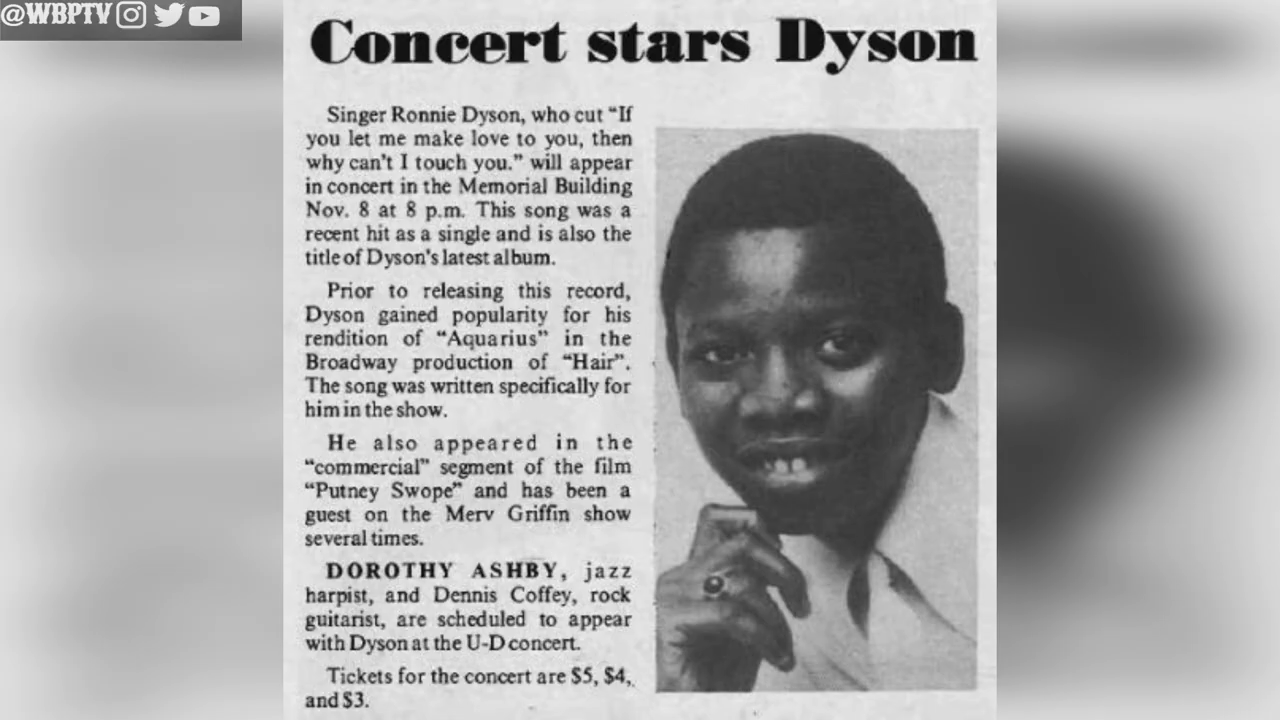 @WBPTV
Concert stars Dyson
Singer Ronnie Dyson, who cut "If
you let me make love to you, then
why can't I touch you." will appear
in concert in the Memorial Building
Nov. 8 at 8 p.m. This song was a
recent hit as a single and is also the
title of Dyson's latest album.
Prior to releasing this record,
Dyson gained popularity for his
rendition of "Aquarius" in the
Broadway production of "Hair".
The song was written specifically for
him in the show.
He also appeared in the
"commercial" segment of the film
"Putney Swope" and has been a
guest on the Merv Griffin show
several times.
DOROTHY ASHBY, jazz
harpist, and Dennis Coffey, rock
guitarist, are scheduled to appear
with Dyson at the U-D concert.
Tickets for the concert are $5, $4,
and $3.